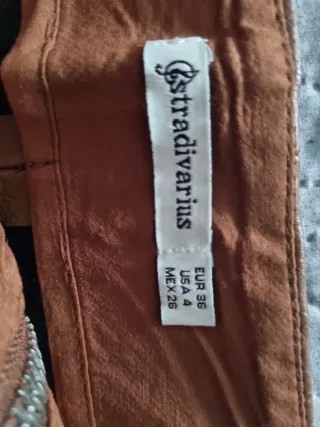 Stradivarius
EUR 36
USA 4
MEX 26